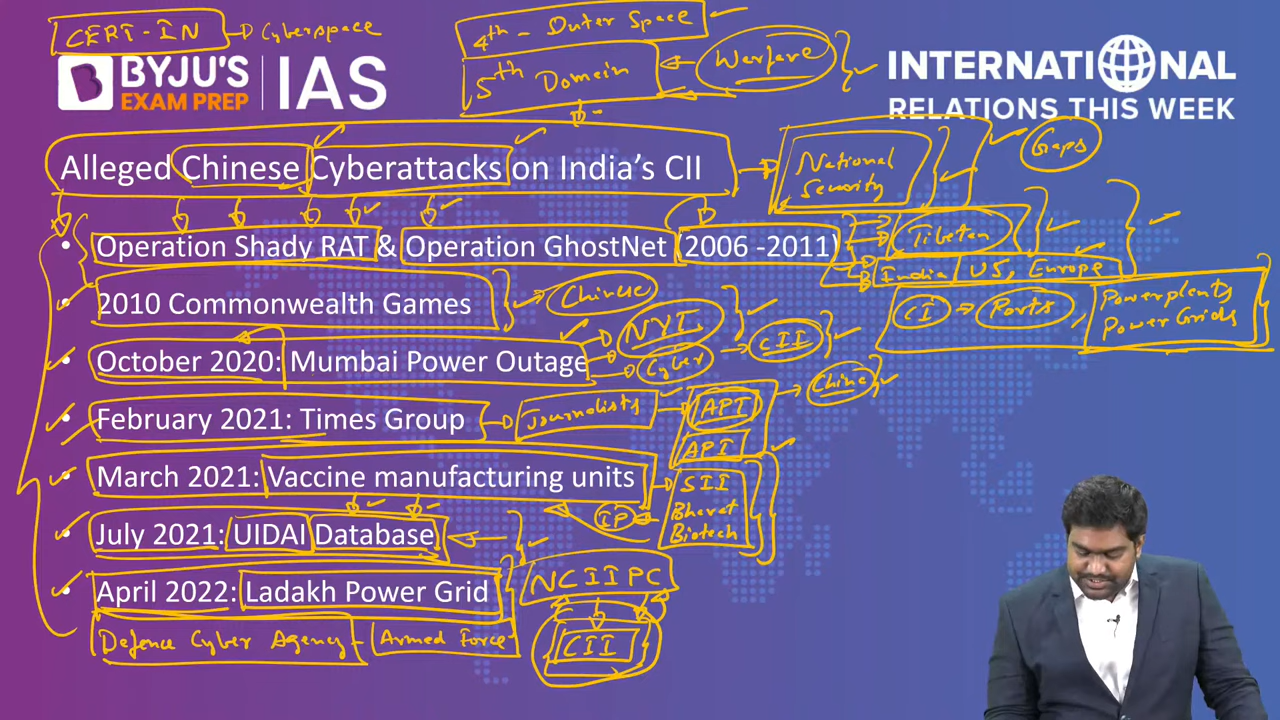 CERT-IN → Cyberspace
4th - Outer Space
5th Domain
Warfare
BYJU'S
EXAM PREP
IAS
INTERNATIONAL
RELATIONS THIS WEEK
Alleged Chinese Cyberattacks on India's CII
National
Security
Gaps
• Operation Shady RAT & Operation GhostNet (2006 -2011)
Tibetan
India US, Europe
• 2010 Commonwealth Games
Chinese
CI → Ports, Powerplants
Power Grids
• October 2020: Mumbai Power Outage
NYT
Cyber → CII
• February 2021: Times Group
Journalists
API
API
China
• March 2021: Vaccine manufacturing units
SII
Bharat
Biotech
IP
• July 2021: UIDAI Database
• April 2022: Ladakh Power Grid
NCIIPC
CII
Defence Cyber Agency - Armed Force